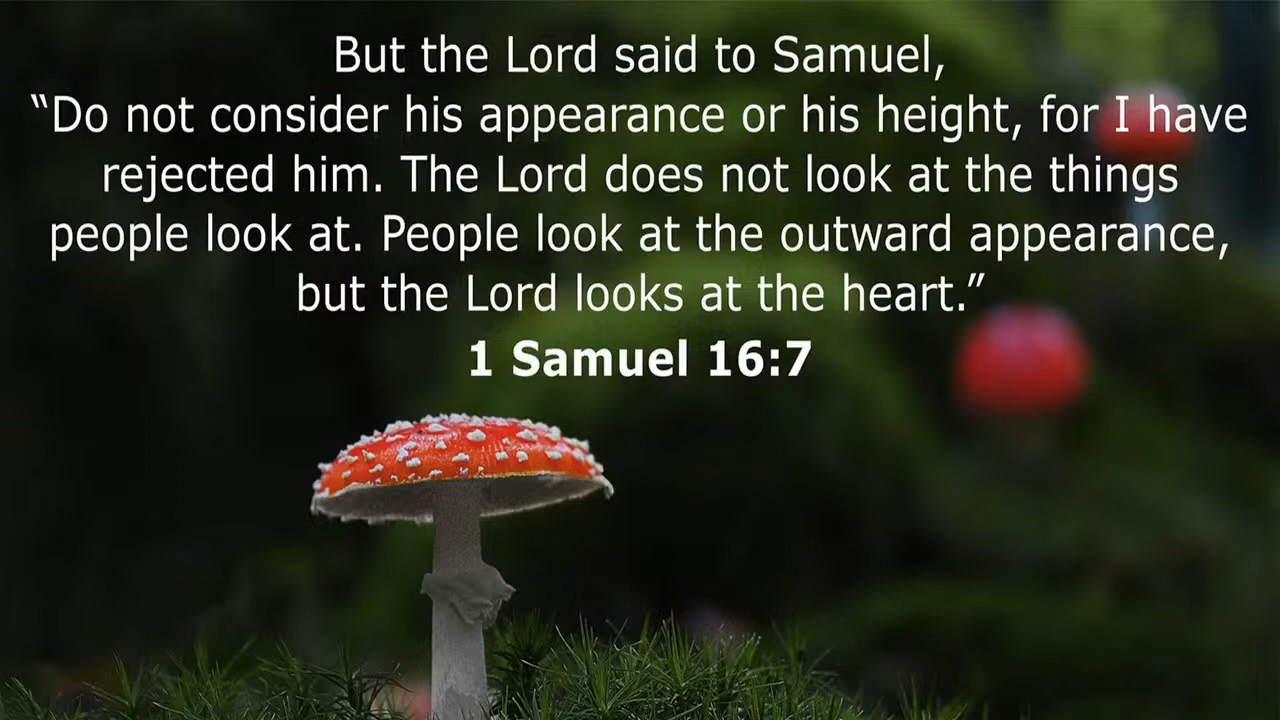 But the Lord said to Samuel,
“Do not consider his appearance or his height, for I have
rejected him. The Lord does not look at the things
people look at. People look at the outward appearance,
but the Lord looks at the heart.”
1 Samuel 16:7